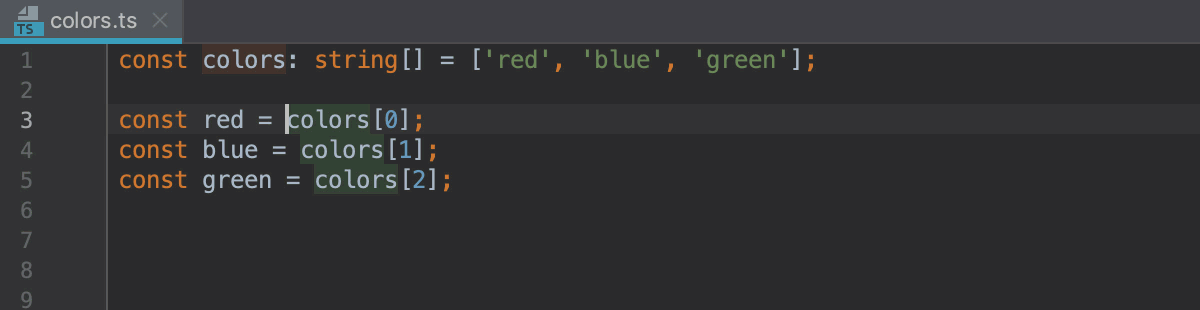 TS colors.ts
1 const colors: string[] = ['red', 'blue', 'green'];
2
3 const red = colors[0];
4 const blue = colors[1];
5 const green = colors[2];
6
7
8
9